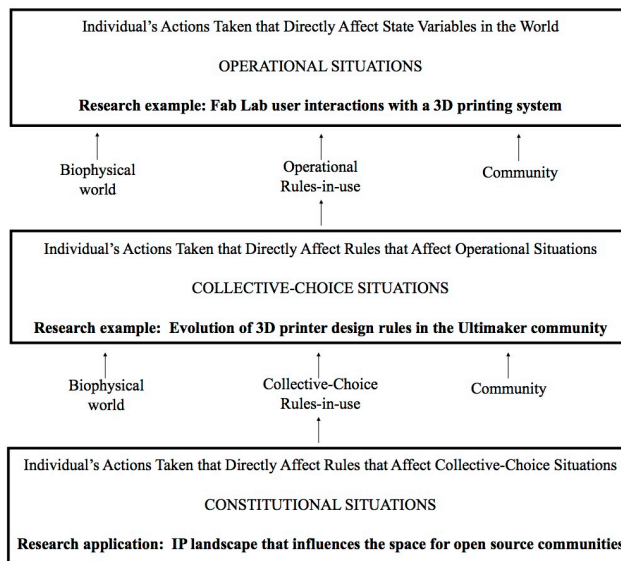 Individual's Actions Taken that Directly Affect State Variables in the World
OPERATIONAL SITUATIONS
Research example: Fab Lab user interactions with a 3D printing system
Biophysical
world
Operational
Rules-in-use
Community
Individual's Actions Taken that Directly Affect Rules that Affect Operational Situations
COLLECTIVE-CHOICE SITUATIONS
Research example: Evolution of 3D printer design rules in the Ultimaker community
Biophysical
world
Collective-Choice
Rules-in-use
Community
Individual's Actions Taken that Directly Affect Rules that Affect Collective-Choice Situations
CONSTITUTIONAL SITUATIONS
Research application: IP landscape that influences the space for open source communities